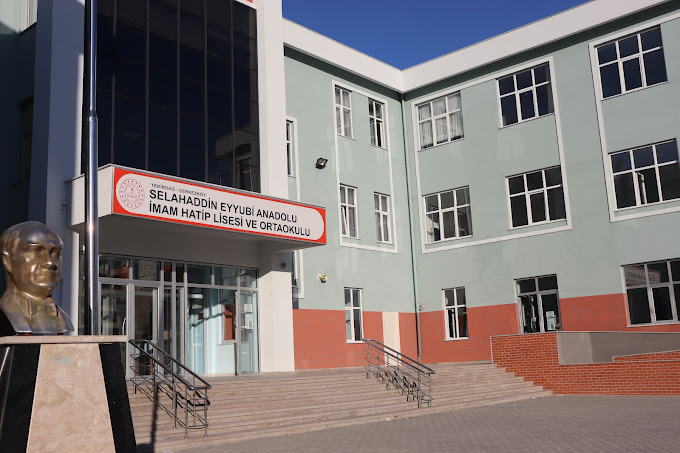 TEKİRDAĞ - ÇERKEZKÖY
SELAHADDİN EYYUBİ ANADOLU
İMAM HATİP LİSESİ VE ORTAOKULU